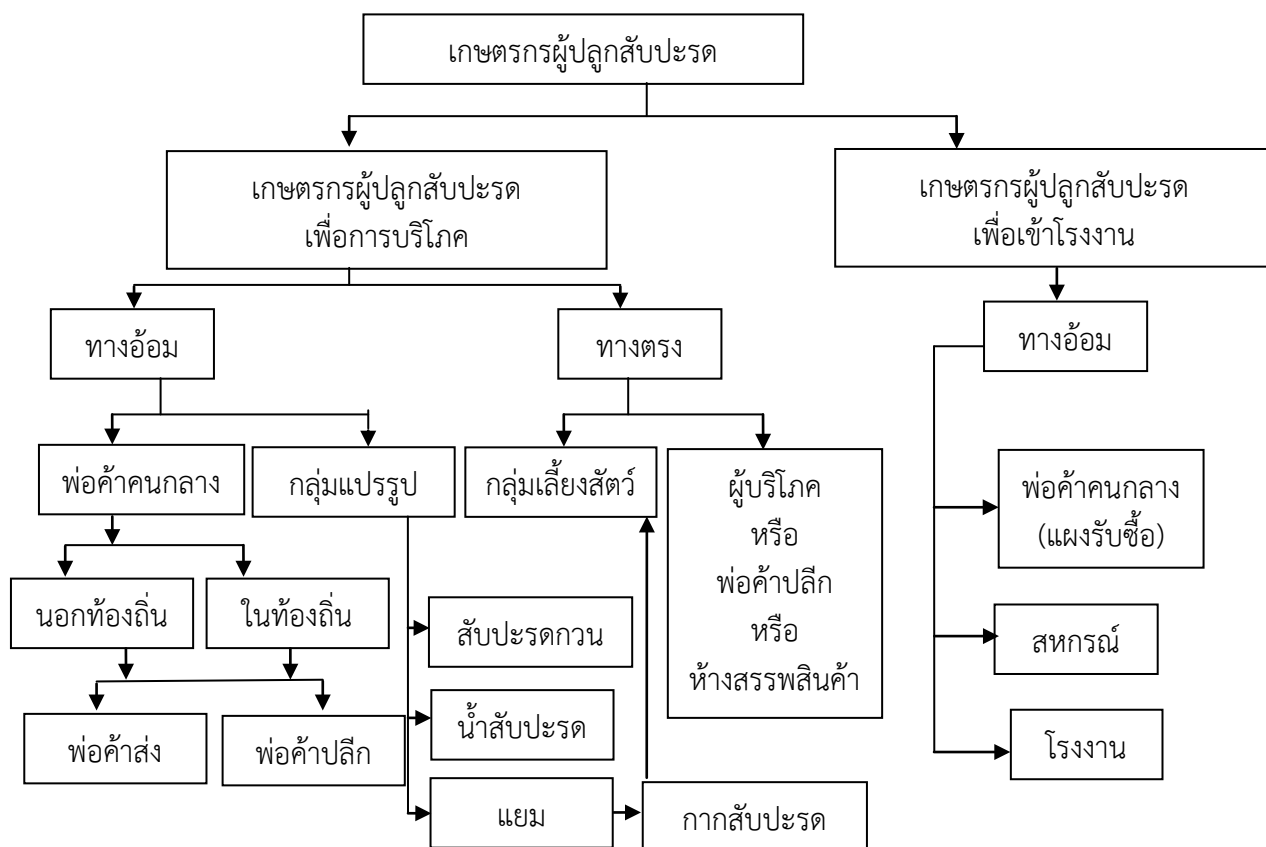 เกษตรกรผู้ปลูกสับปะรด
เกษตรกรผู้ปลูกสับปะรด
เพื่อการบริโภค
เกษตรกรผู้ปลูกสับปะรด
เพื่อเข้าโรงงาน
ทางอ้อม
ทางตรง
ทางอ้อม
พ่อค้าคนกลาง
กลุ่มแปรรูป
กลุ่มเลี้ยงสัตว์
ผู้บริโภค
หรือ
พ่อค้าปลีก
หรือ
ห้างสรรพสินค้า
พ่อค้าคนกลาง
(แผงรับซื้อ)
นอกท้องถิ่น
ในท้องถิ่น
สับปะรดกวน
สหกรณ์
พ่อค้าส่ง
พ่อค้าปลีก
น้ำสับปะรด
โรงงาน
แยม
กากสับปะรด